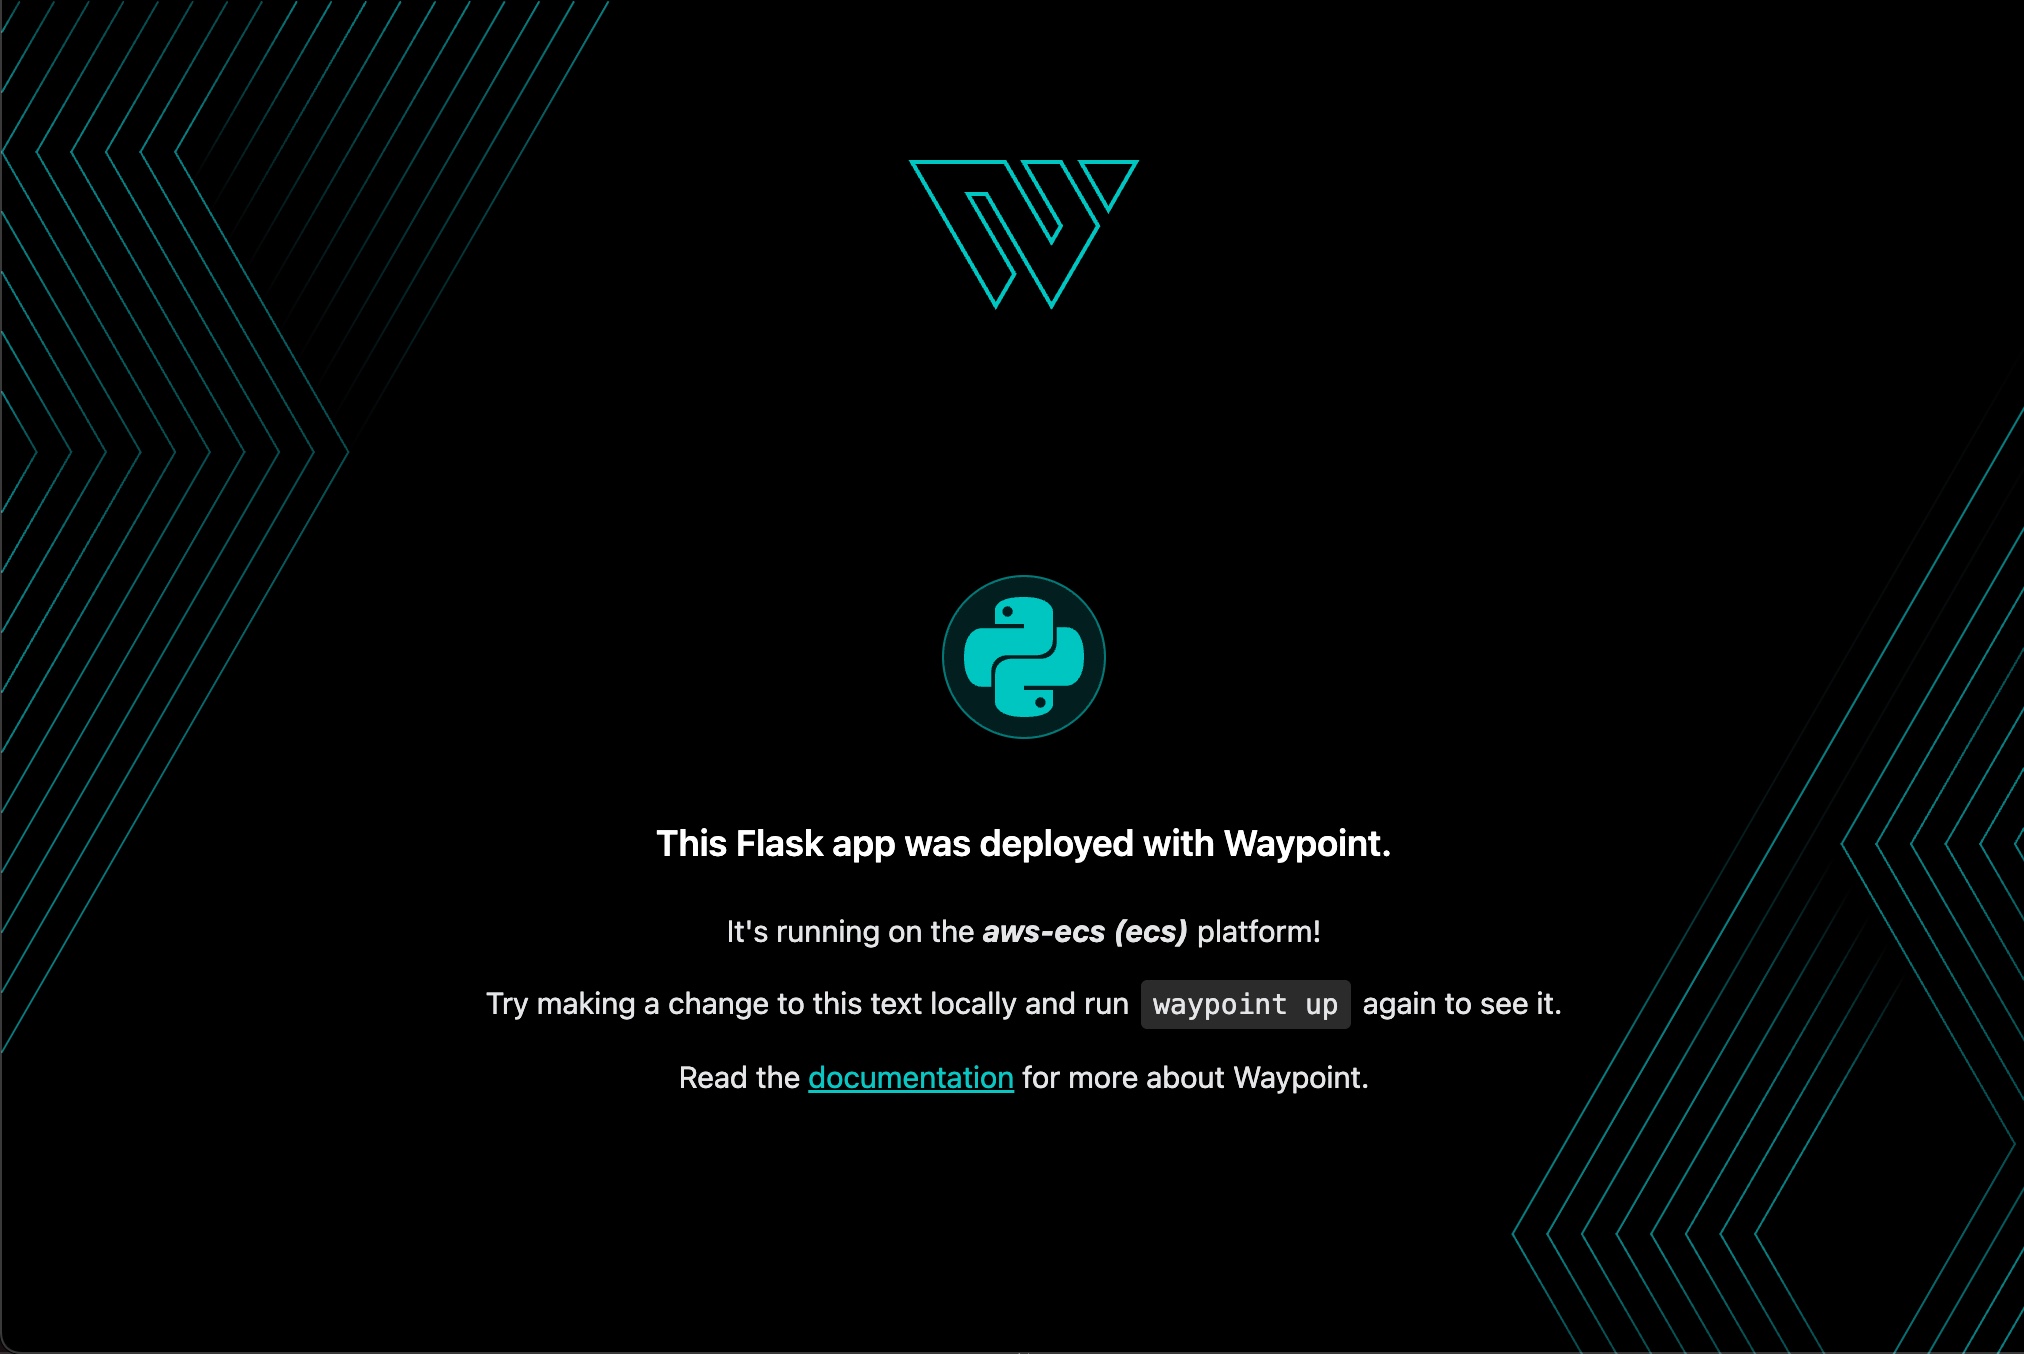 This Flask app was deployed with Waypoint.
It's running on the aws-ecs (ecs) platform!
Try making a change to this text locally and run waypoint up again to see it.
Read the documentation for more about Waypoint.